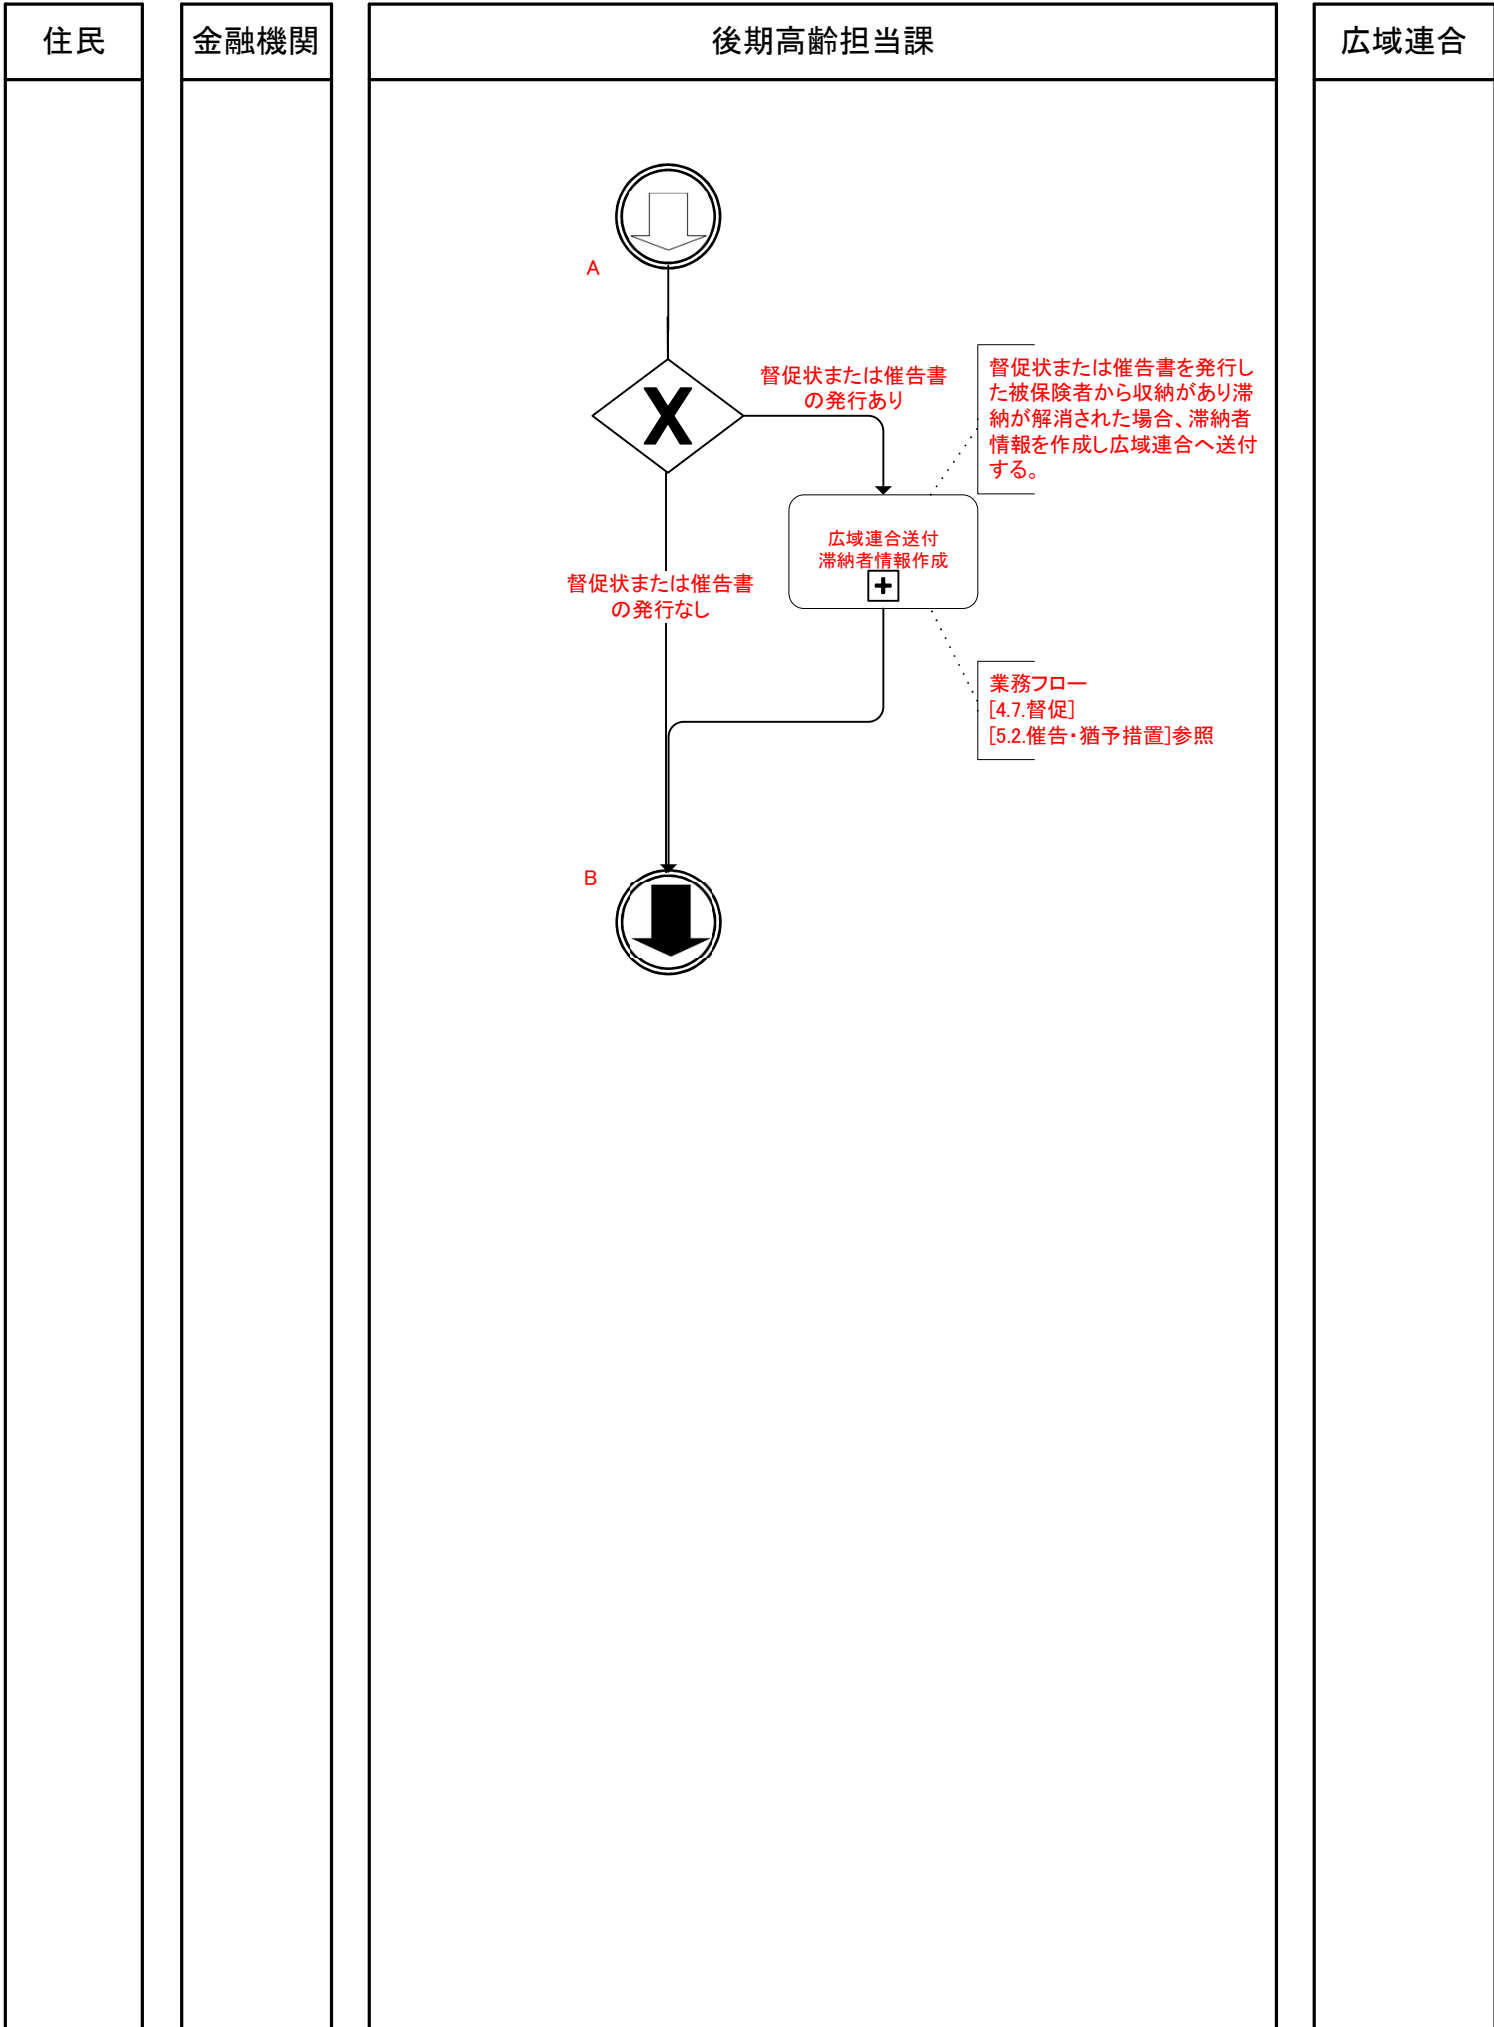 住民
金融機関
後期高齢担当課
広域連合
A
X
督促状または催告書
の発行あり
督促状または催告書を発行し
た被保険者から収納があり滞
納が解消された場合、滞納者
情報を作成し広域連合へ送付
する。
広域連合送付
滞納者情報作成
督促状または催告書
の発行なし
業務フロー
[4.7.督促]
[5.2.催告・猶予措置]参照
B